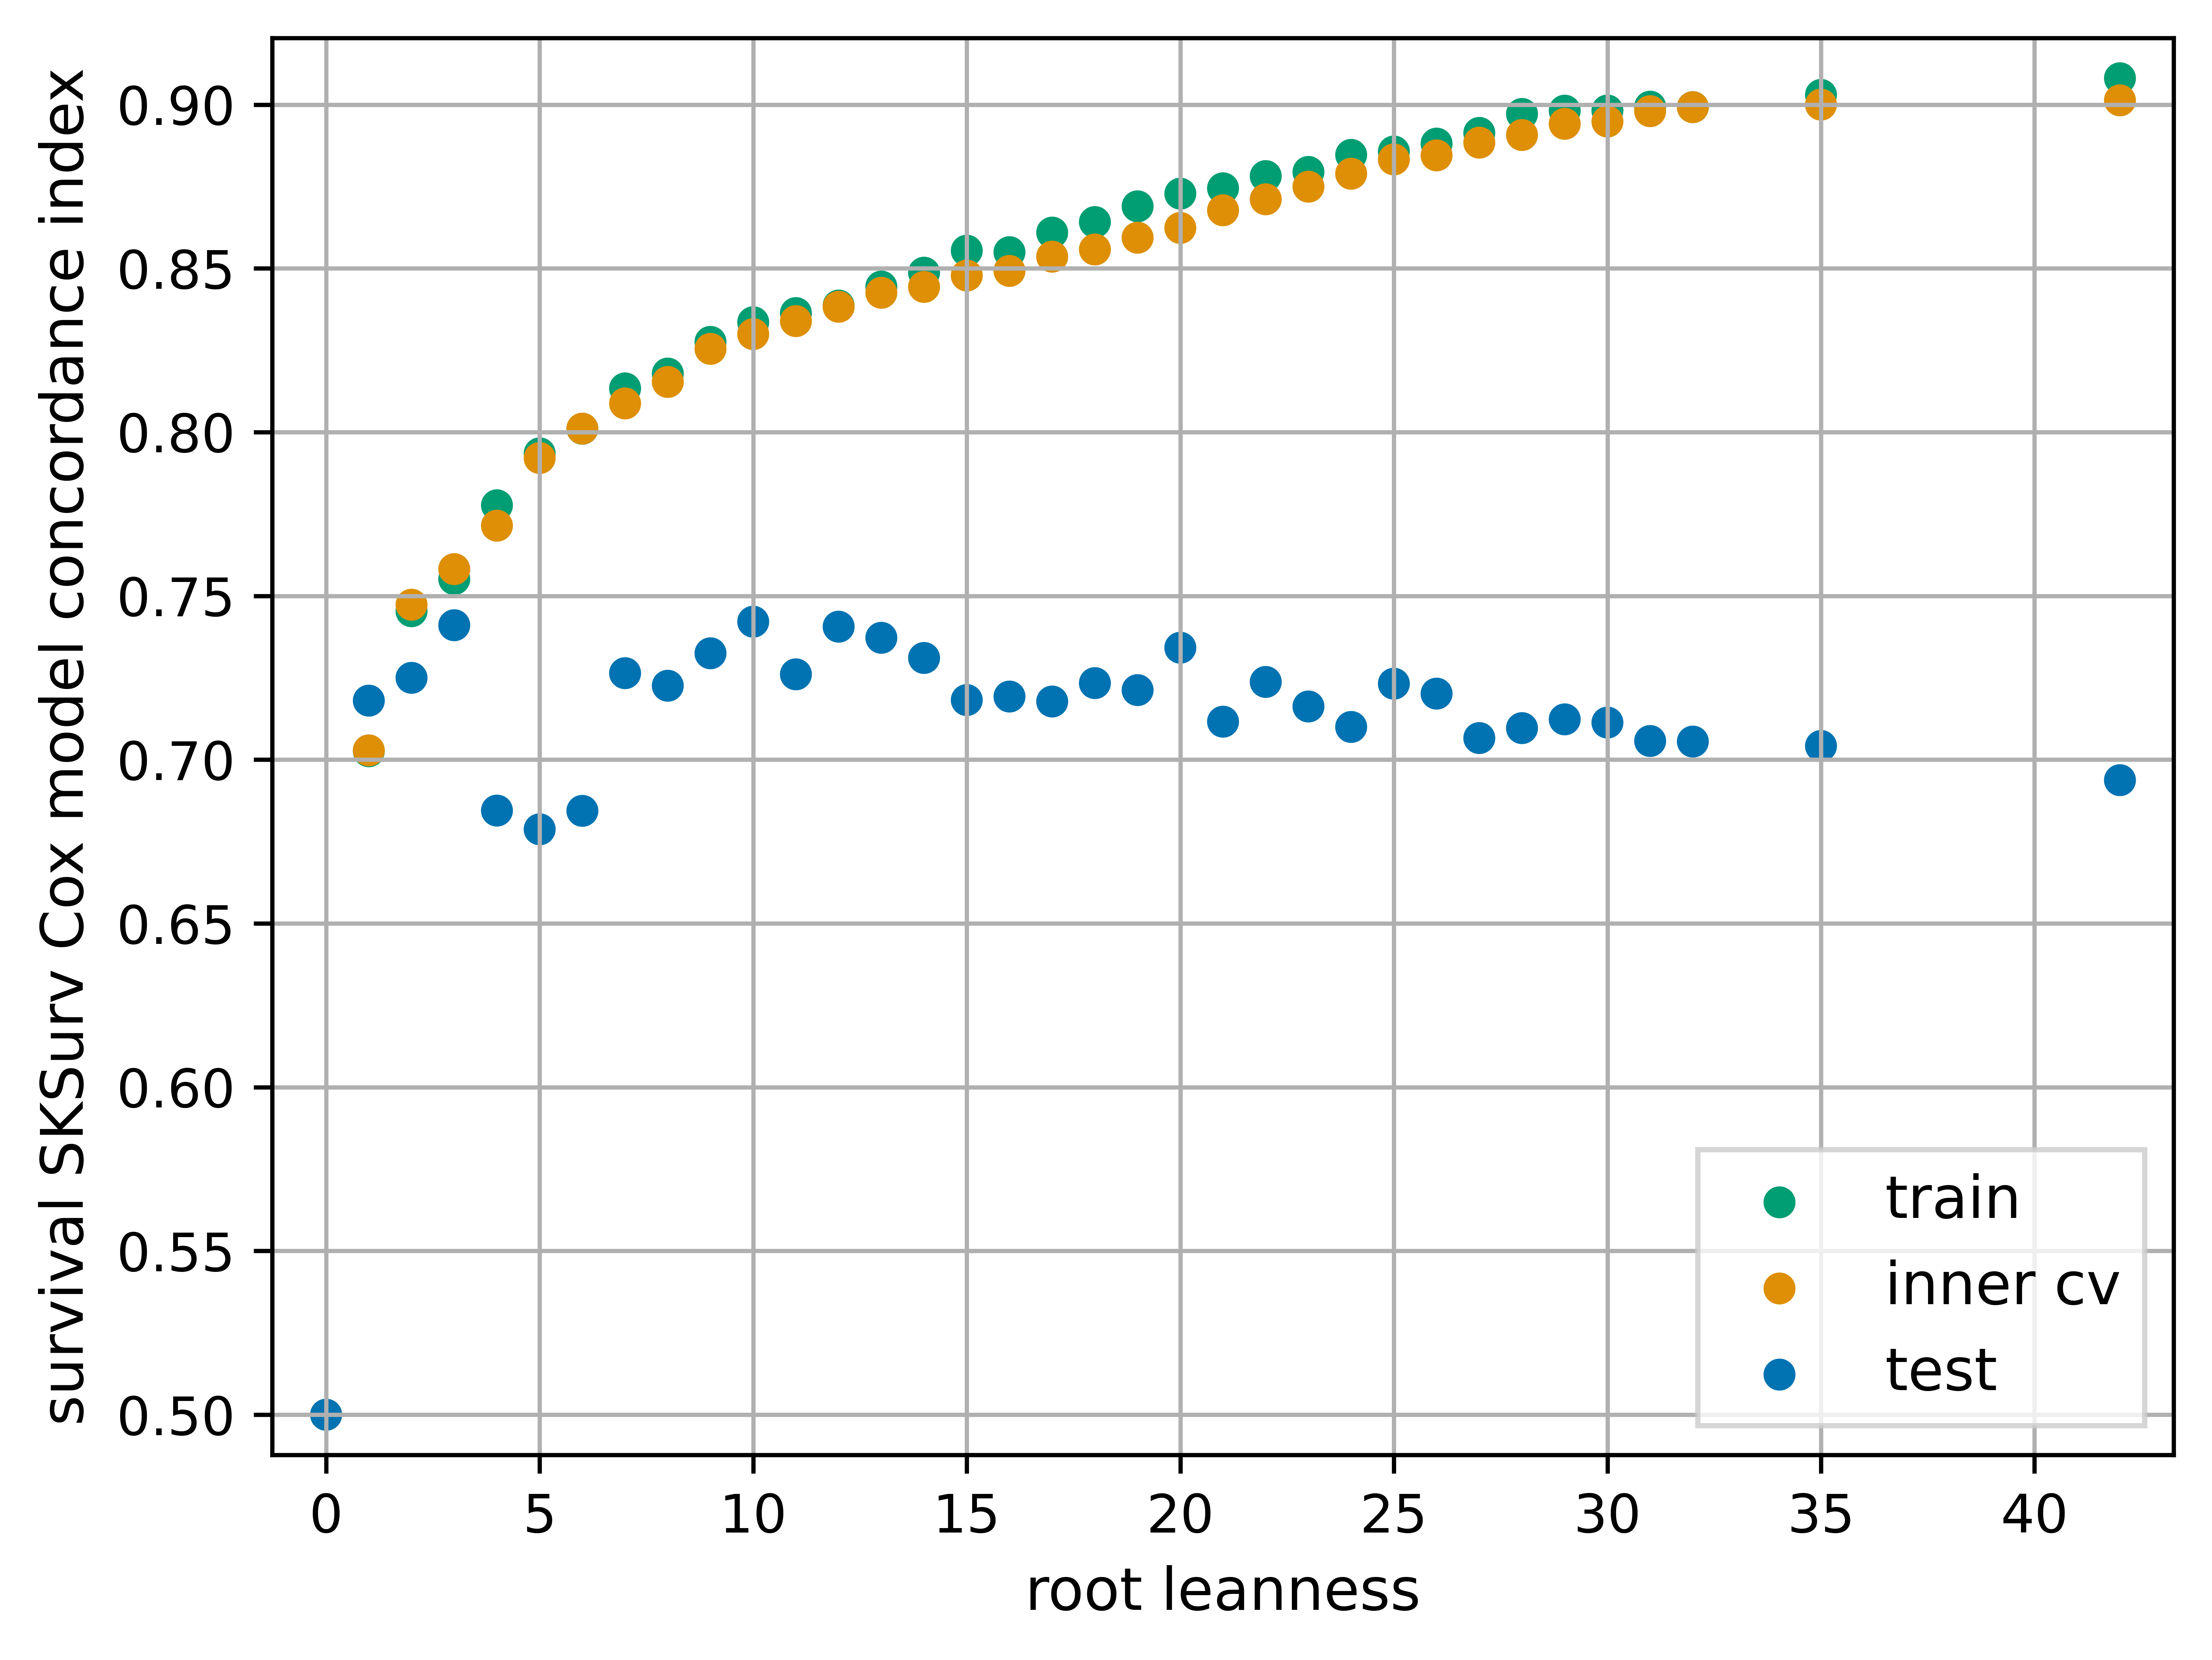 survival SKSurv Cox model concordance index
0.90
0.85
0.80
0.75
0.70
0.65
0.60
0.55
0.50
0 5 10 15 20 25 30 35 40
root leanness
train
inner cv
test